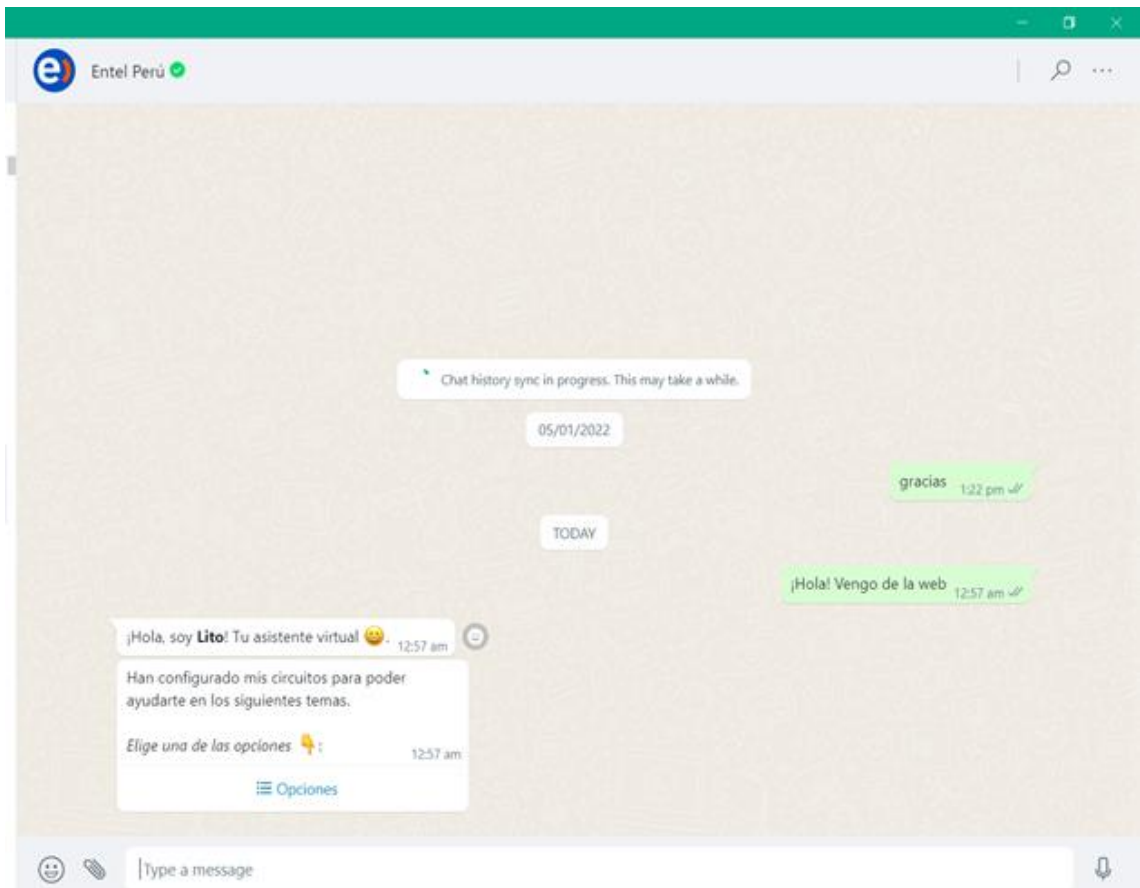 Entel Perú
Chat history sync in progress. This may take a while.
05/01/2022
gracias 1:22 pm
TODAY
¡Hola! Vengo de la web 12:57 am
¡Hola, soy Lito! Tu asistente virtual 😀. 12:57 am
Han configurado mis circuitos para poder
ayudarte en los siguientes temas.
Elige una de las opciones 👇: 12:57 am
Opciones
Type a message